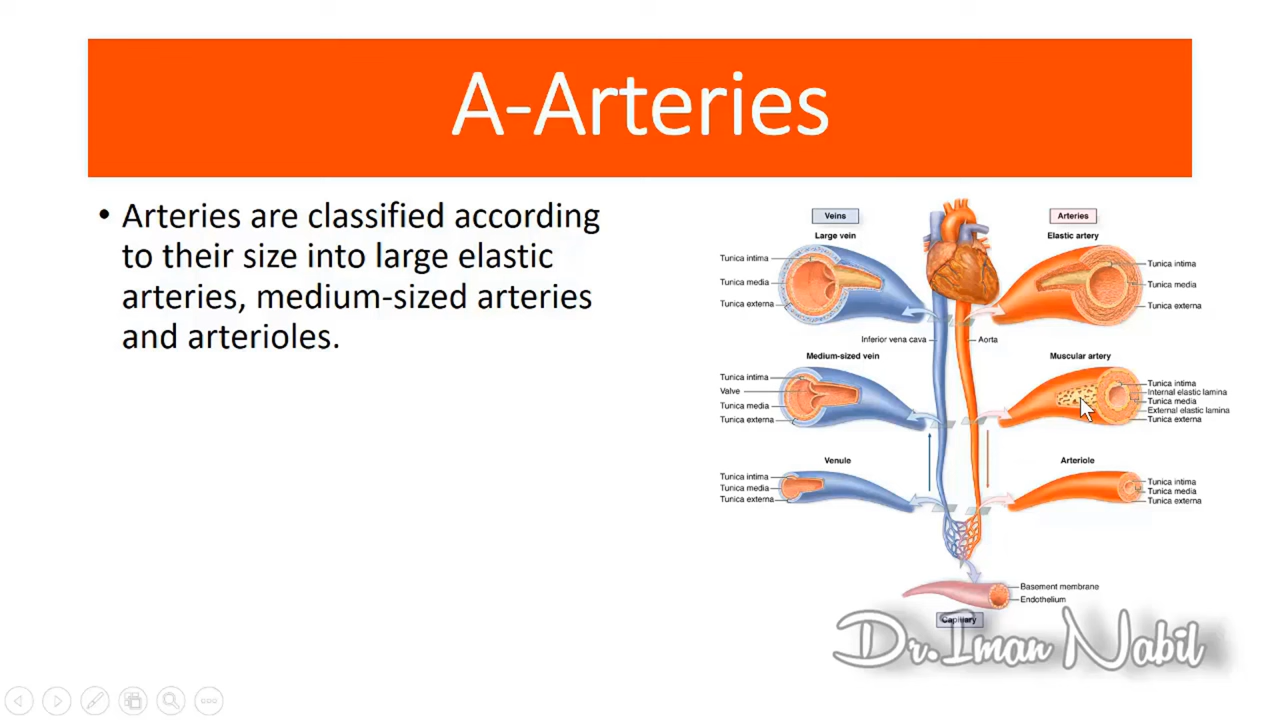 A-Arteries
• Arteries are classified according
to their size into large elastic
arteries, medium-sized arteries
and arterioles.
Veins
Large vein
Tunica intima
Tunica media
Tunica externa
Inferior vena cava
Medium-sized vein
Tunica intima
Valve
Tunica media
Tunica externa
Venule
Tunica intima
Tunica media
Tunica externa
Arteries
Elastic artery
Tunica intima
Tunica media
Tunica externa
Aorta
Muscular artery
Tunica intima
Internal elastic lamina
Tunica media
External elastic lamina
Tunica externa
Arteriole
Tunica intima
Tunica media
Tunica externa
Basement membrane
Endothelium
Capillary
Dr.Iman Nabil